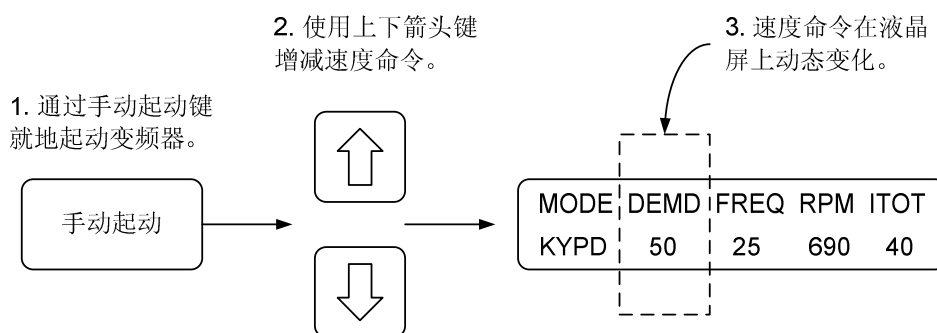 1. 通过手动起动键
就地起动变频器。
手动起动
2. 使用上下箭头键
增减速度命令。
3. 速度命令在液晶
屏上动态变化。
MODE DEMD FREQ RPM ITOT
KYPD 50 25 690 40